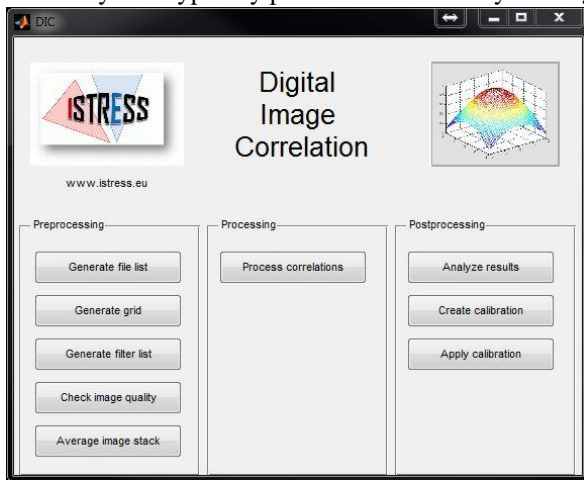 DIC
ISTRESS
www.istress.eu
Digital
Image
Correlation
Preprocessing
Generate file list
Generate grid
Generate filter list
Check image quality
Average image stack
Processing
Process correlations
Postprocessing
Analyze results
Create calibration
Apply calibration